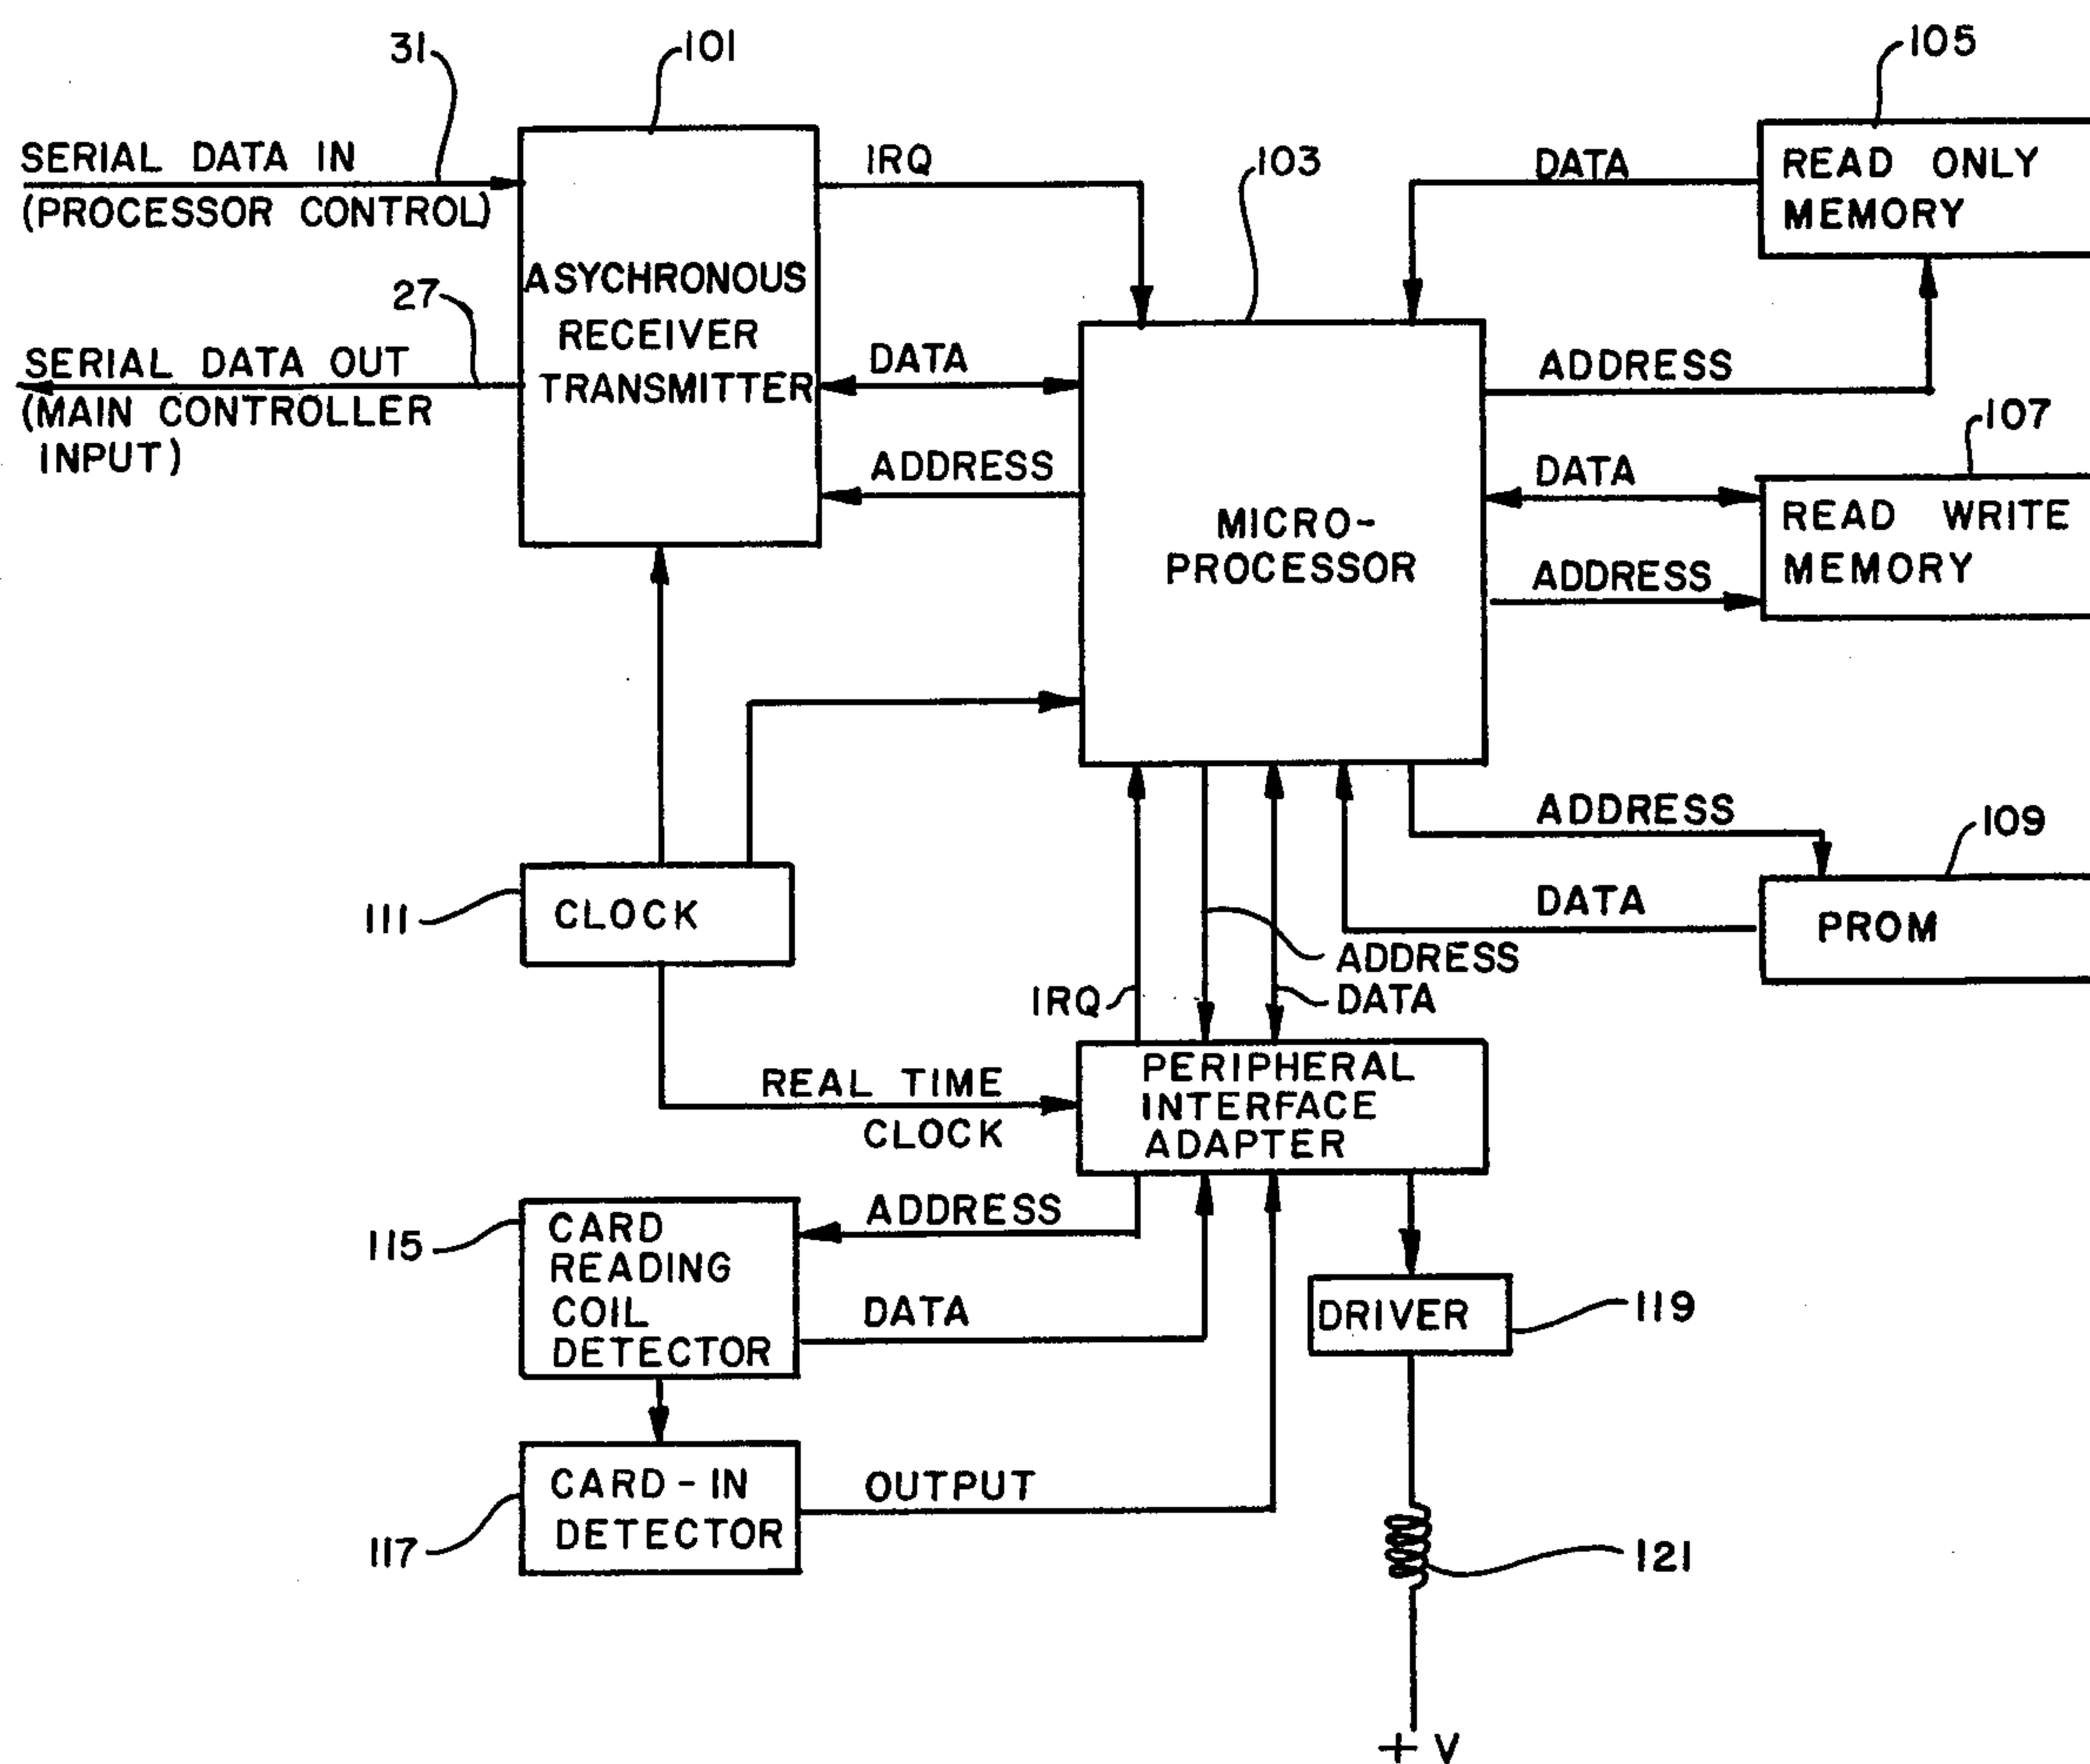 31
101
105
SERIAL DATA IN
(PROCESSOR CONTROL)
IRQ
103
DATA
READ ONLY
MEMORY
27
ASYCHRONOUS
RECEIVER
TRANSMITTER
SERIAL DATA OUT
(MAIN CONTROLLER
INPUT)
DATA
ADDRESS
ADDRESS
107
MICRO-
PROCESSOR
DATA
READ WRITE
MEMORY
ADDRESS
ADDRESS
109
111
CLOCK
DATA
PROM
ADDRESS
IRQ
DATA
REAL TIME
CLOCK
PERIPHERAL
INTERFACE
ADAPTER
115
CARD
READING
COIL
DETECTOR
ADDRESS
DATA
DRIVER
119
117
CARD-IN
DETECTOR
OUTPUT
121
+ V